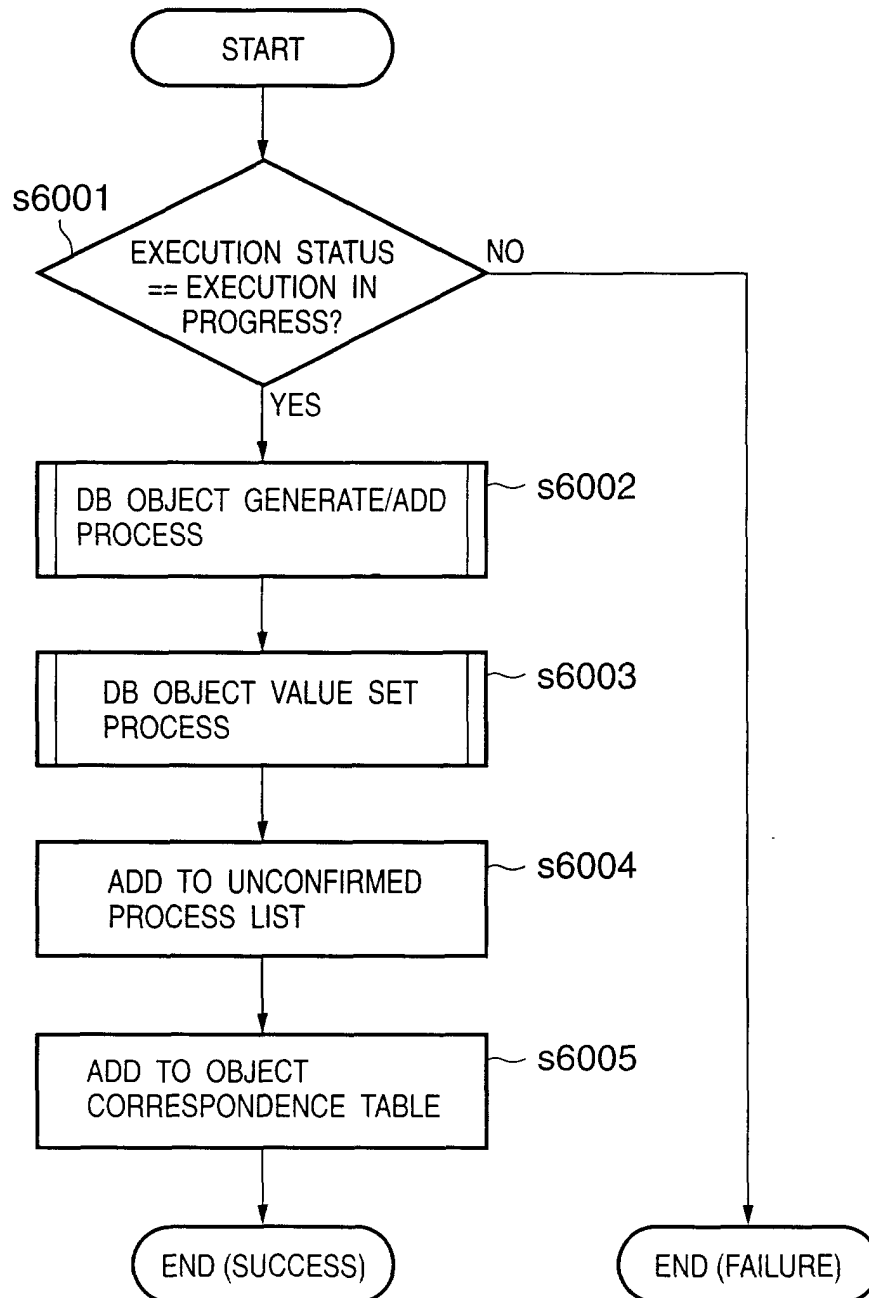 START
s6001
EXECUTION STATUS
== EXECUTION IN
PROGRESS?
NO
YES
DB OBJECT GENERATE/ADD
PROCESS
s6002
DB OBJECT VALUE SET
PROCESS
s6003
ADD TO UNCONFIRMED
PROCESS LIST
s6004
ADD TO OBJECT
CORRESPONDENCE TABLE
s6005
END (SUCCESS)
END (FAILURE)